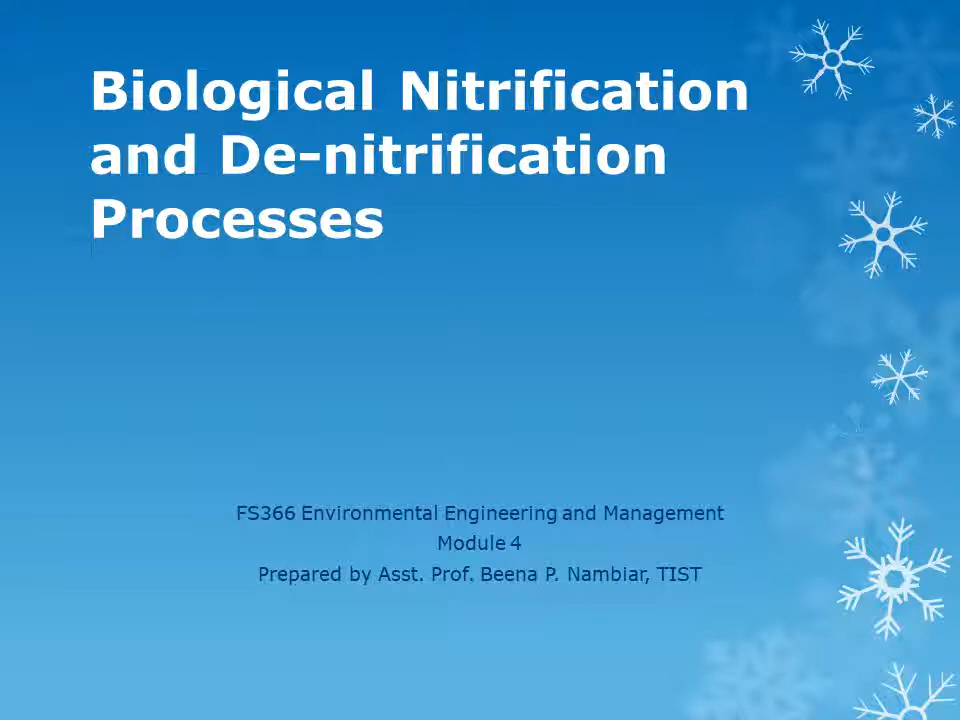 Biological Nitrification
and De-nitrification
Processes
FS366 Environmental Engineering and Management
Module 4
Prepared by Asst. Prof. Beena P. Nambiar, TIST